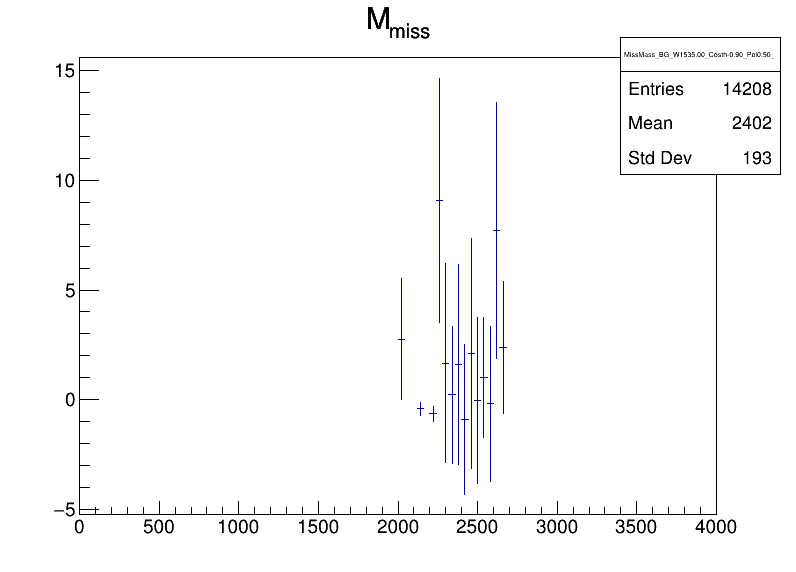 M_miss
MissMass_BG_W1535.00_Costh-0.90_Pol0.50_
Entries 14208
Mean 2402
Std Dev 193
15
10
5
0
−5
0 500 1000 1500 2000 2500 3000 3500 4000